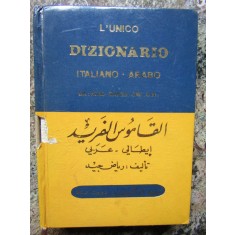 L'UNICO
DIZIONARIO
ITALIANO - ARABO
القاموس الفريد
إيطالي - عربي
تأليف: رياض جيد